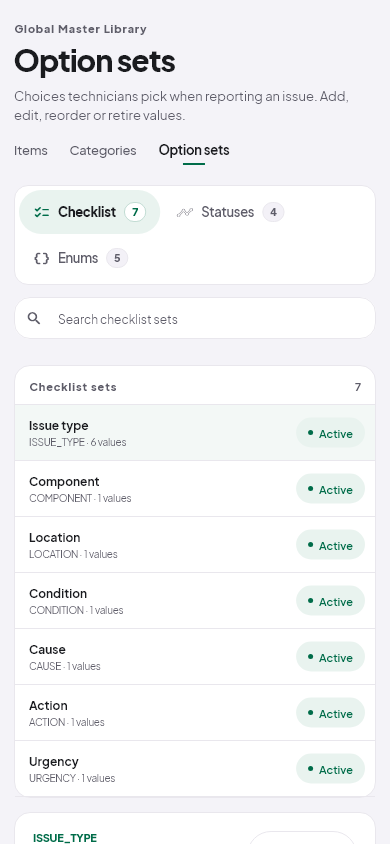 Global Master Library
Option sets
Choices technicians pick when reporting an issue. Add,
edit, reorder or retire values.
Items Categories Option sets
Checklist 7 Statuses 4
Enums 5
Search checklist sets
Checklist sets 7
Issue type
ISSUE_TYPE · 6 values
Active
Component
COMPONENT · 1 values
Active
Location
LOCATION · 1 values
Active
Condition
CONDITION · 1 values
Active
Cause
CAUSE · 1 values
Active
Action
ACTION · 1 values
Active
Urgency
URGENCY · 1 values
Active
ISSUE_TYPE